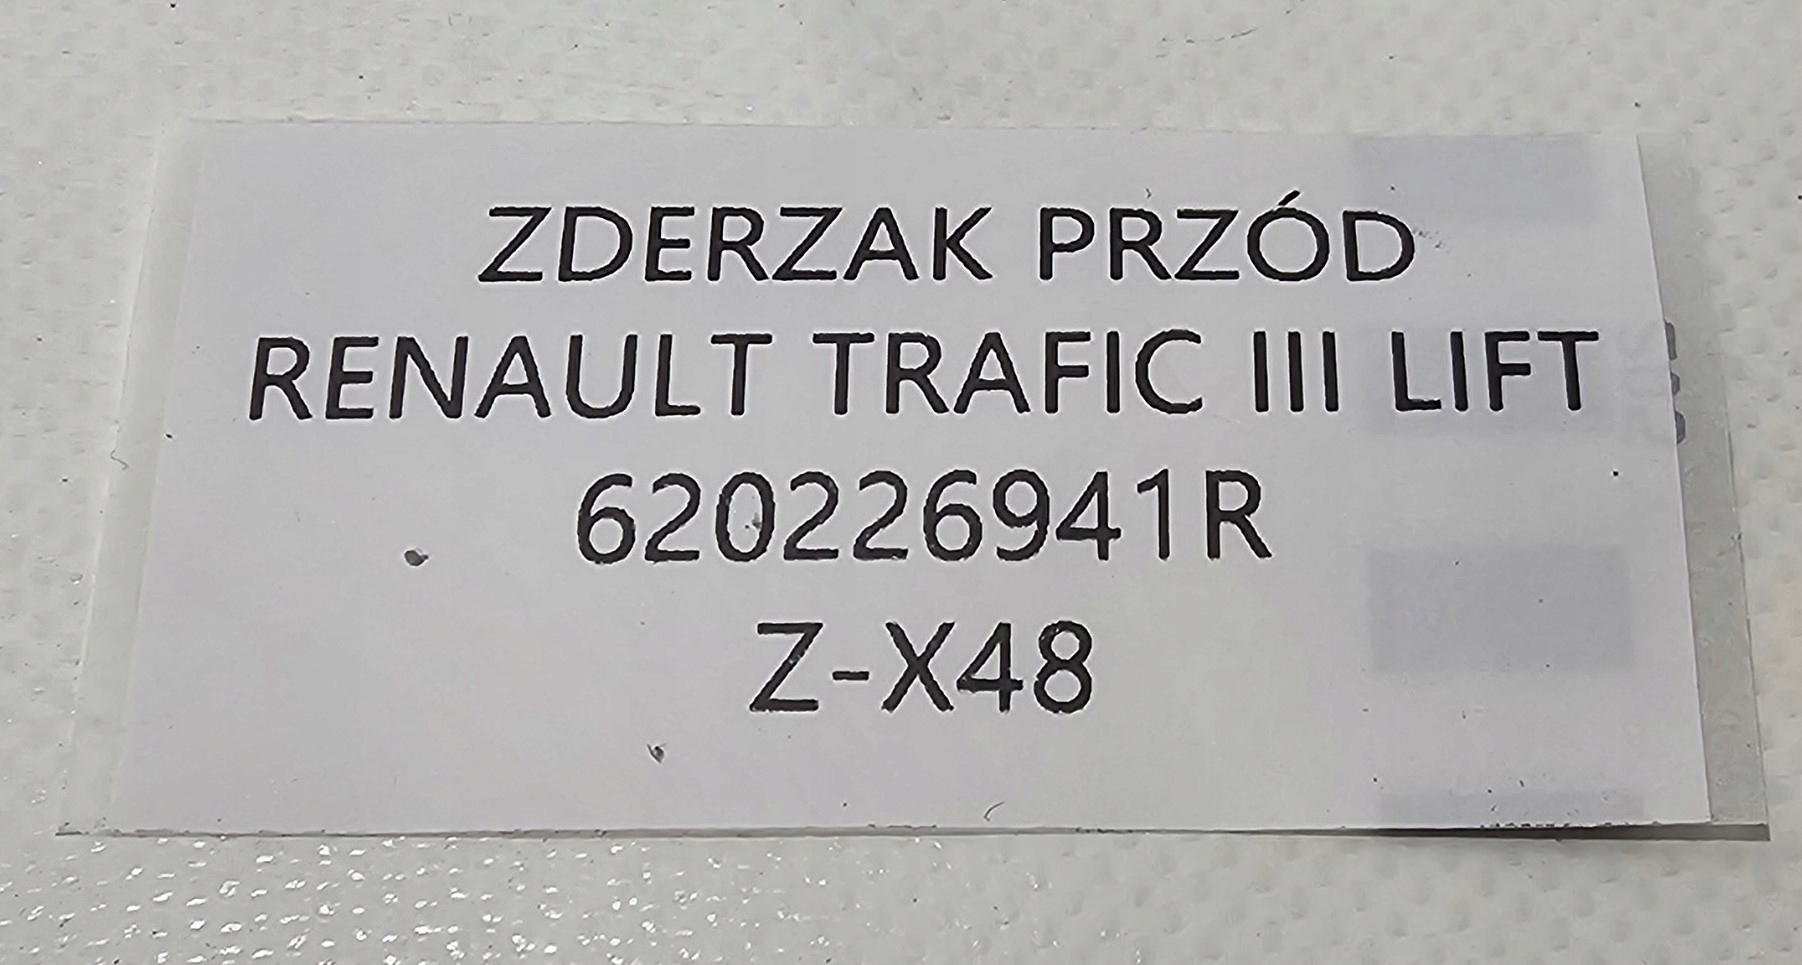 ZDERZAK PRZÓD
RENAULT TRAFIC III LIFT
620226941R
Z-X48